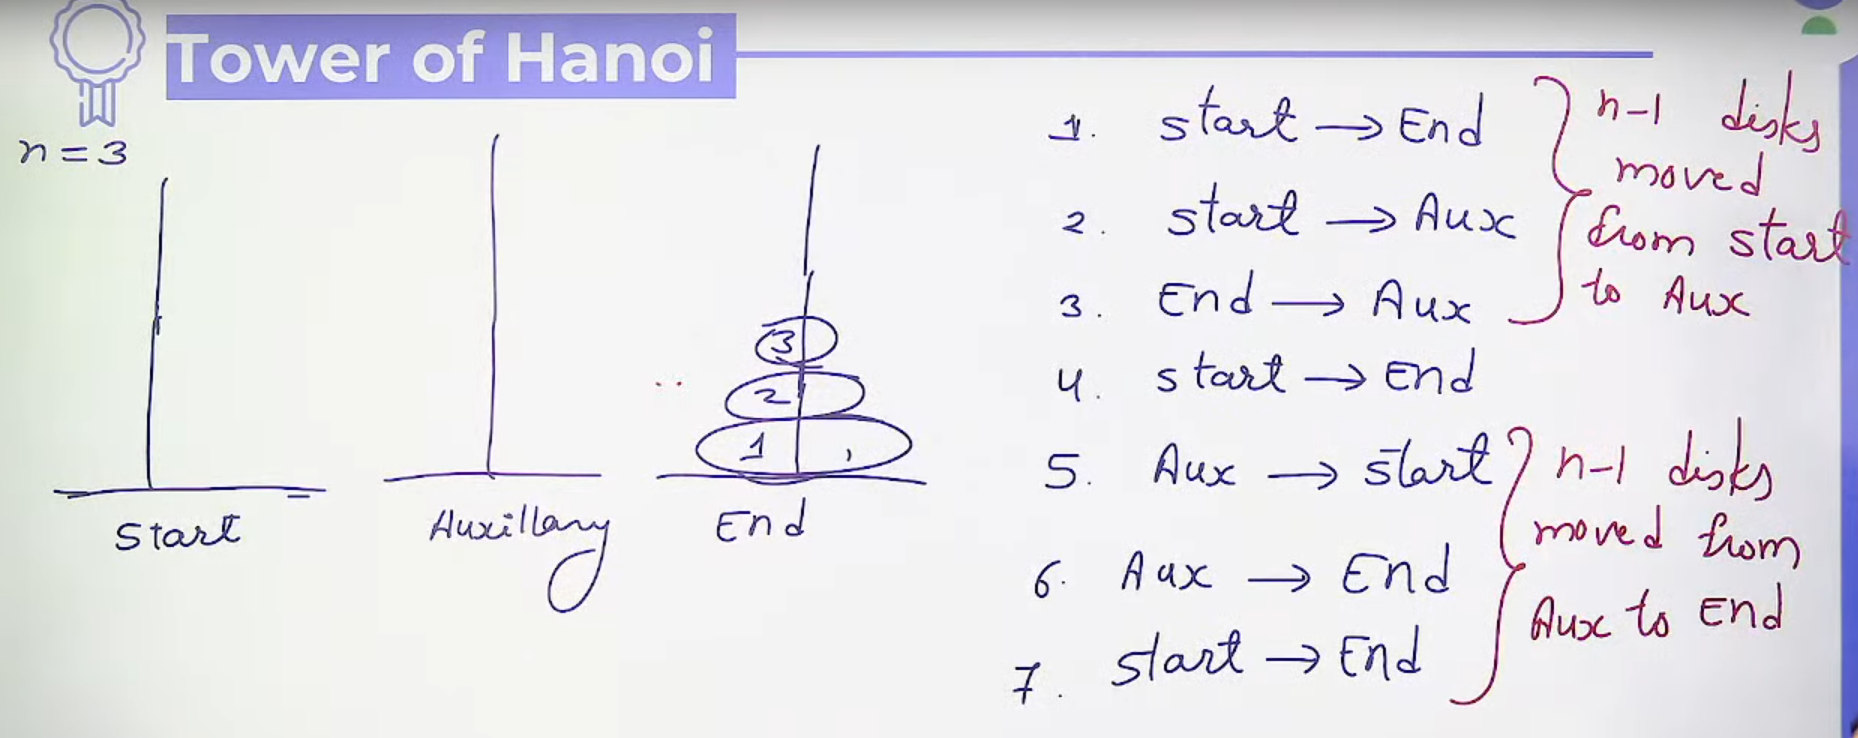 Tower of Hanoi
n = 3
3
2
1
Start
Auxillary
End
1. start → End
2. start → Aux
3. End → Aux
4. start → End
5. Aux → start
6. Aux → End
7. start → End
n-1 disks
moved
from start
to Aux
n-1 disks
moved from
Aux to End